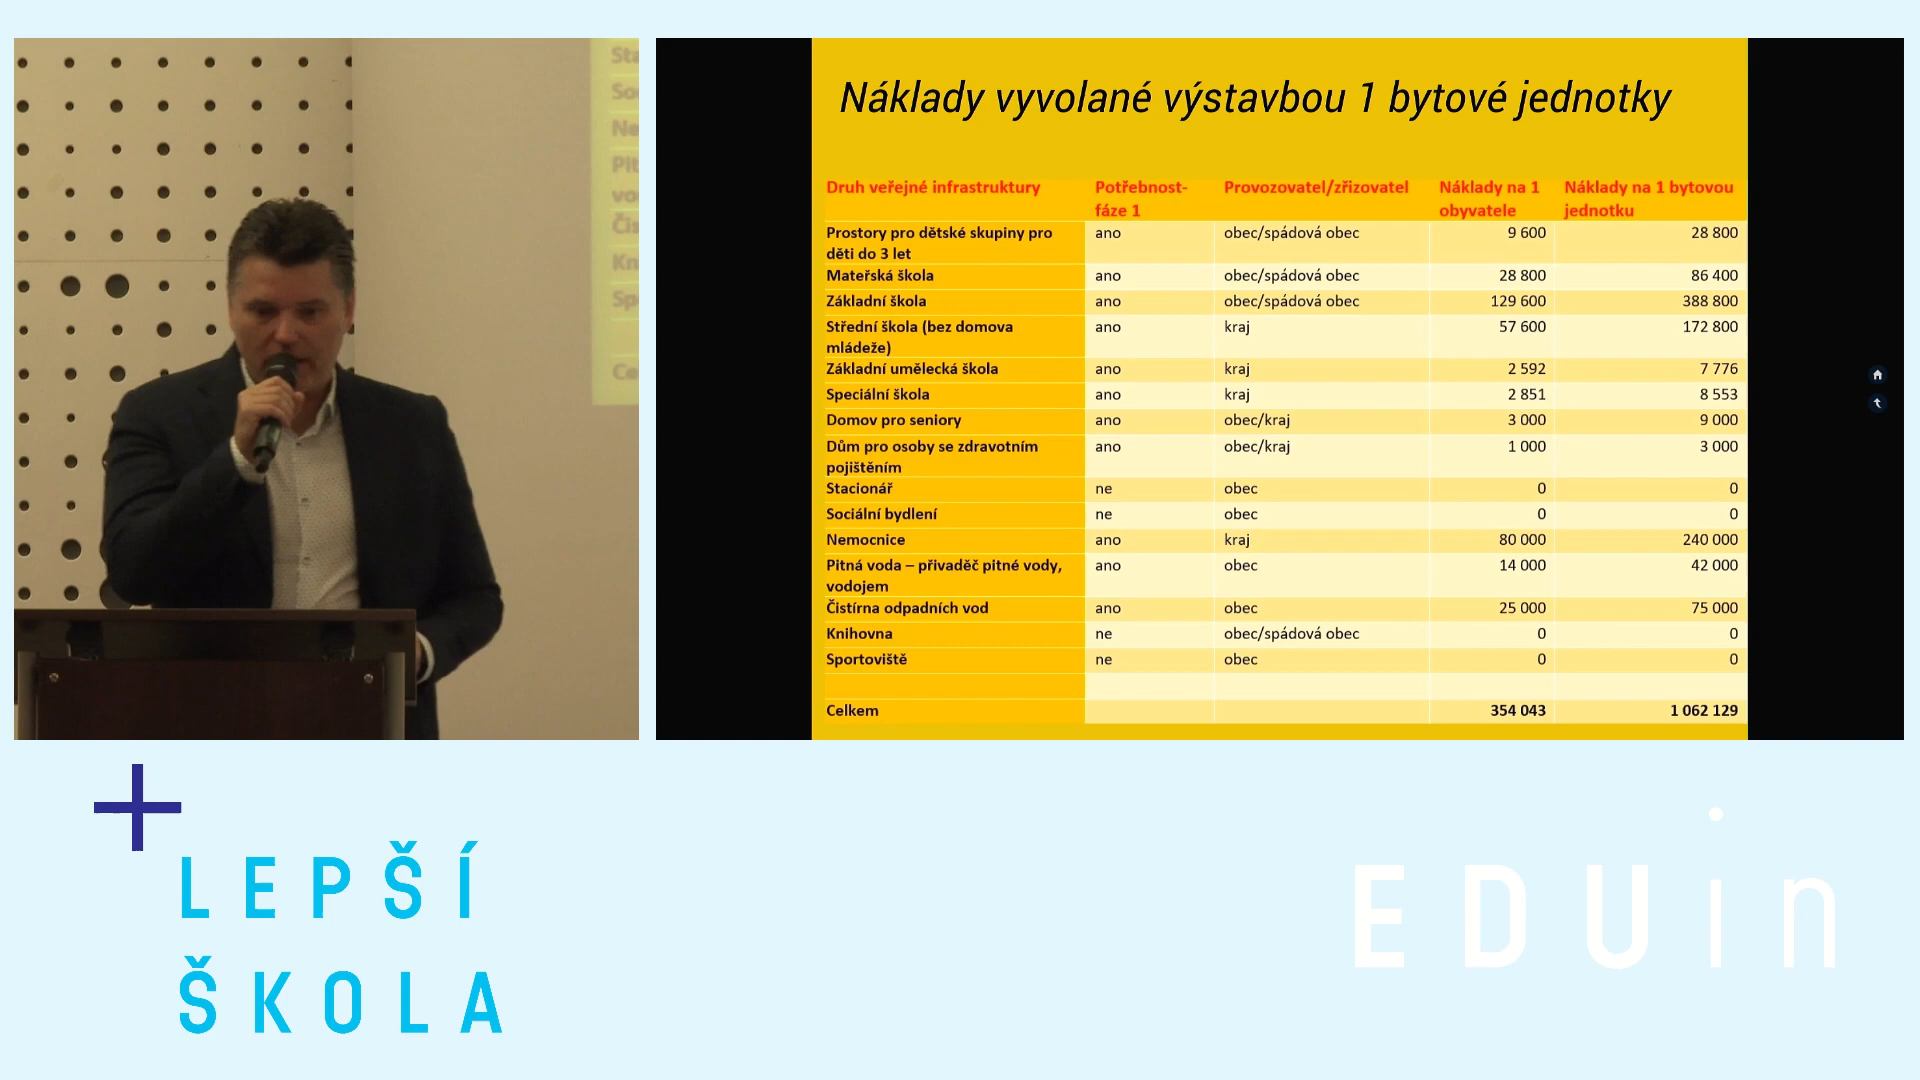 Sta
So
Ne
Pit
vo
Čis
Kn
Sp
Ce
Náklady vyvolané výstavbou 1 bytové jednotky
Druh veřejné infrastruktury Potřebnost- Provozovatel/zřizovatel Náklady na 1 Náklady na 1 bytovou
fáze 1 obyvatele jednotku
Prostory pro dětské skupiny pro ano obec/spádová obec 9 600 28 800
děti do 3 let
Mateřská škola ano obec/spádová obec 28 800 86 400
Základní škola ano obec/spádová obec 129 600 388 800
Střední škola (bez domova ano kraj 57 600 172 800
mládeže)
Základní umělecká škola ano kraj 2 592 7 776
Speciální škola ano kraj 2 851 8 553
Domov pro seniory ano obec/kraj 3 000 9 000
Dům pro osoby se zdravotním ano obec/kraj 1 000 3 000
pojištěním
Stacionář ne obec 0 0
Sociální bydlení ne obec 0 0
Nemocnice ano kraj 80 000 240 000
Pitná voda – přivaděč pitné vody, ano obec 14 000 42 000
vodojem
Čistírna odpadních vod ano obec 25 000 75 000
Knihovna ne obec/spádová obec 0 0
Sportoviště ne obec 0 0
Celkem 354 043 1 062 129
LEPŠÍ
ŠKOLA
EDUin